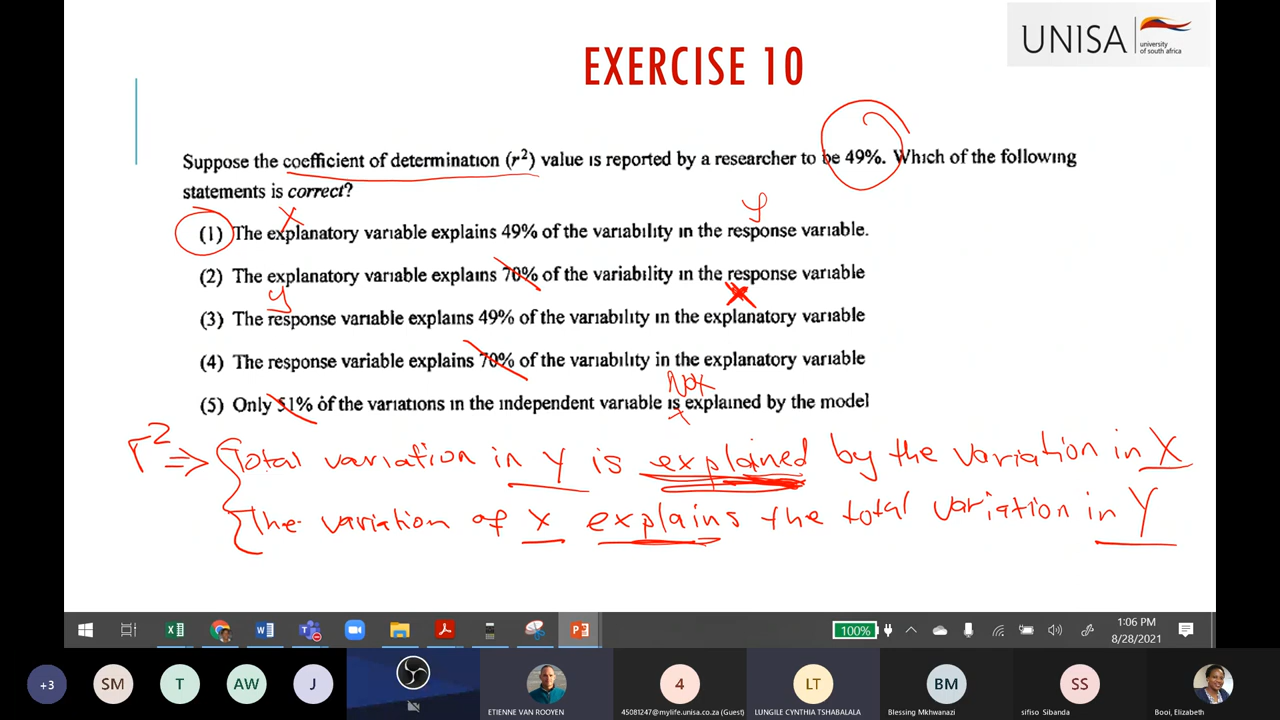 UNISA
university
of south africa
EXERCISE 10
Suppose the coefficient of determination (r²) value is reported by a researcher to be 49%. Which of the following
statements is correct?
X
y
(1) The explanatory variable explains 49% of the variability in the response variable.
(2) The explanatory variable explains 70% of the variability in the response variable
y
(3) The response variable explains 49% of the variability in the explanatory variable
(4) The response variable explains 70% of the variability in the explanatory variable
Not
(5) Only 51% of the variations in the independent variable is explained by the model
r² ⇒ Total variation in Y is explained by the variation in X
The variation of X explains the total variation in Y
100%
1:06 PM
8/28/2021
+3
SM
T
AW
J
ETIENNE VAN ROOYEN
4
45081247@mylife.unisa.co.za (Guest)
LT
LUNGILE CYNTHIA TSHABALALA
BM
Blessing Mkhwanazi
SS
sifiso Sibanda
Booi, Elizabeth